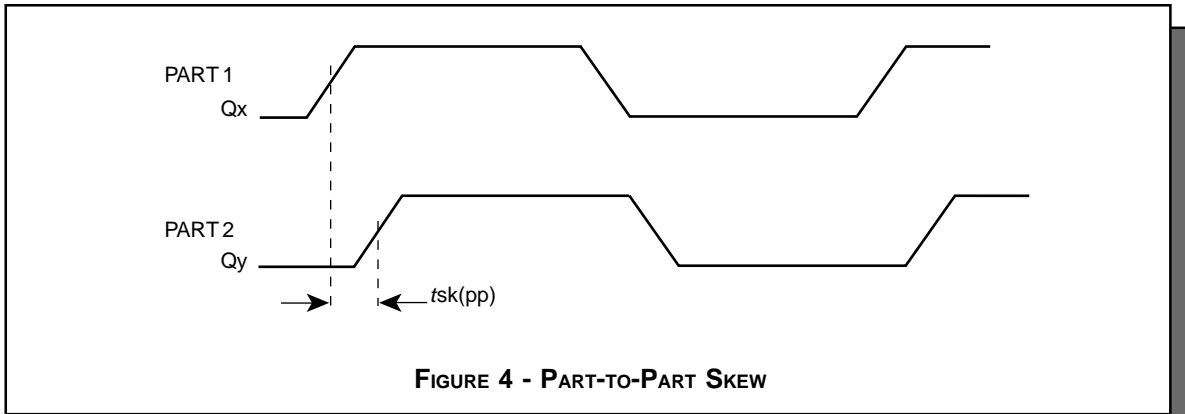 PART 1
Qx
PART 2
Qy
tsk(pp)
FIGURE 4 - PART-TO-PART SKEW